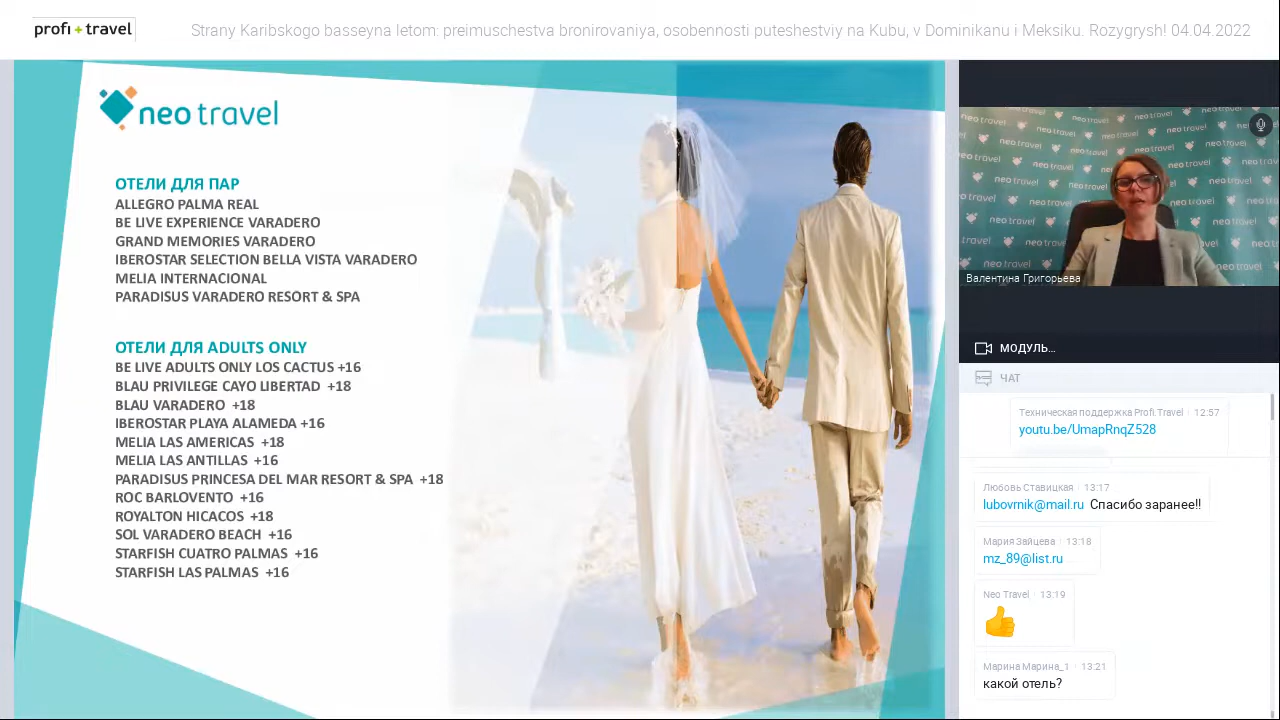 profi + travel
Strany Karibskogo basseyna letom: preimuschestva bronirovaniya, osobennosti puteshestviy na Kubu, v Dominikanu i Meksiku. Rozygrysh! 04.04.2022
neo travel
ОТЕЛИ ДЛЯ ПАР
ALLEGRO PALMA REAL
BE LIVE EXPERIENCE VARADERO
GRAND MEMORIES VARADERO
IBEROSTAR SELECTION BELLA VISTA VARADERO
MELIA INTERNACIONAL
PARADISUS VARADERO RESORT & SPA
ОТЕЛИ ДЛЯ ADULTS ONLY
BE LIVE ADULTS ONLY LOS CACTUS +16
BLAU PRIVILEGE CAYO LIBERTAD +18
BLAU VARADERO +18
IBEROSTAR PLAYA ALAMEDA +16
MELIA LAS AMERICAS +18
MELIA LAS ANTILLAS +16
PARADISUS PRINCESA DEL MAR RESORT & SPA +18
ROC BARLOVENTO +16
ROYALTON HICACOS +18
SOL VARADERO BEACH +16
STARFISH CUATRO PALMAS +16
STARFISH LAS PALMAS +16
neo travel
Валентина Григорьева
МОДУЛЬ...
ЧАТ
Техническая поддержка Profi.Travel 12:57
youtu.be/UmapRnqZ528
Любовь Ставицкая 13:17
lubovrnik@mail.ru Спасибо заранее!!
Мария Зайцева 13:18
mz_89@list.ru
Neo Travel 13:19
👍
Марина Марина_1 13:21
какой отель?